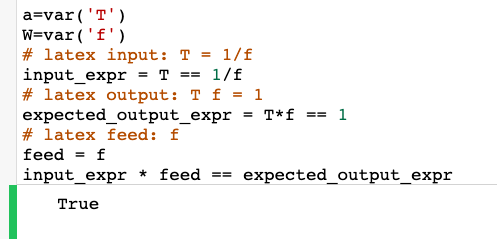 a=var('T')
W=var('f')
# latex input: T = 1/f
input_expr = T == 1/f
# latex output: T f = 1
expected_output_expr = T*f == 1
# latex feed: f
feed = f
input_expr * feed == expected_output_expr
True